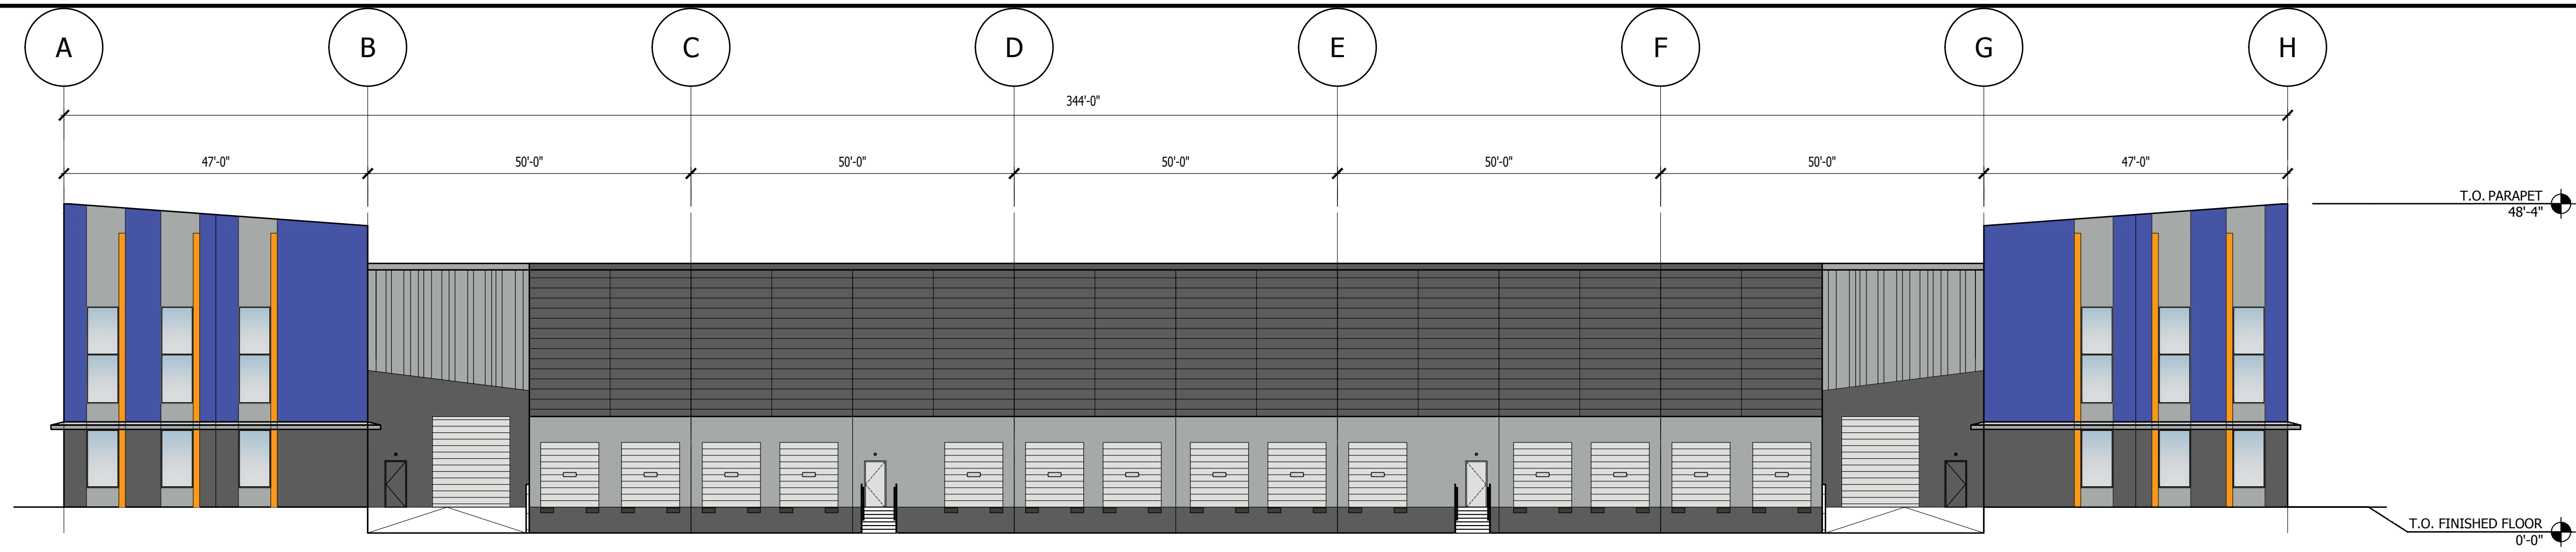 A B C D E F G H
344'-0"
47'-0" 50'-0" 50'-0" 50'-0" 50'-0" 50'-0" 47'-0"
T.O. PARAPET
48'-4"
T.O. FINISHED FLOOR
0'-0"